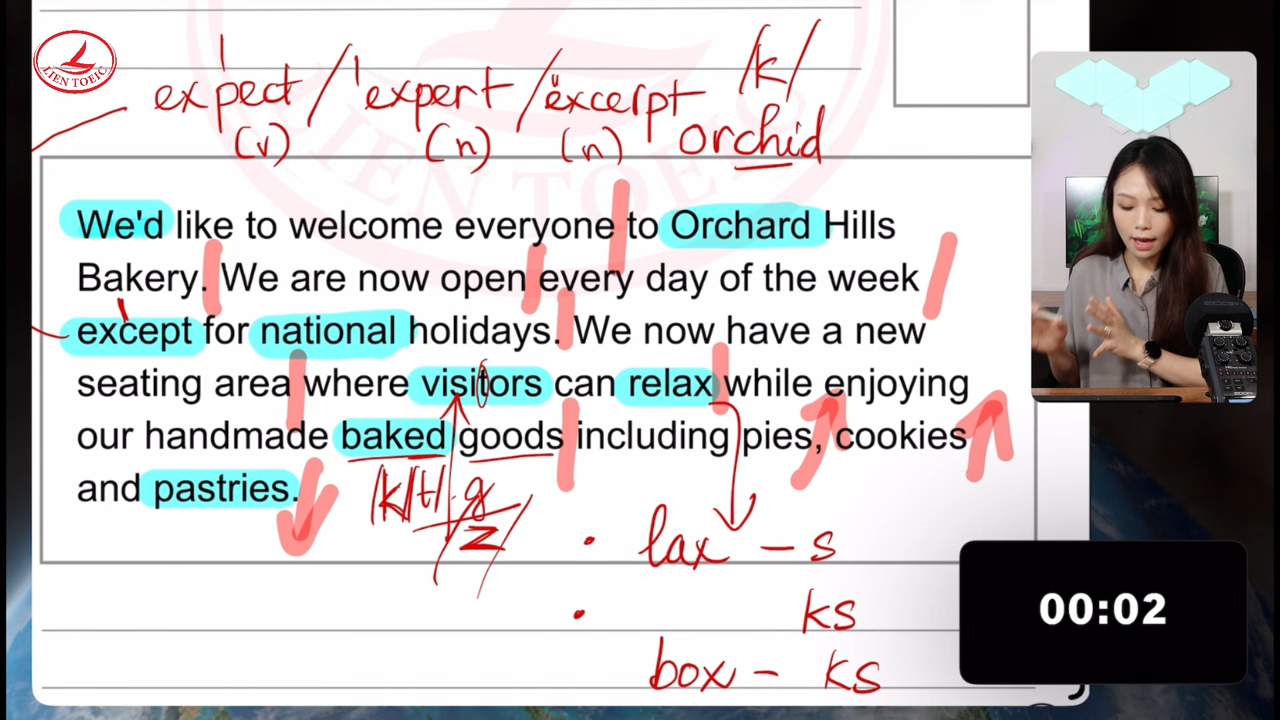 LIEN TOEIC
expect / expert / excerpt /k/
(v) (n) (n) orchid
We'd like to welcome everyone to Orchard Hills
Bakery. We are now open every day of the week
except for national holidays. We now have a new
seating area where visitors can relax while enjoying
our handmade baked goods including pies, cookies
and pastries.
/k/t/ g
z/
lax - s
ks
box - ks
00:02